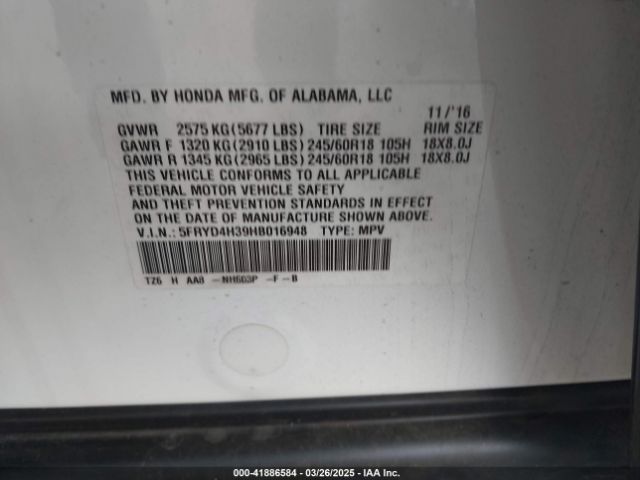 MFD. BY HONDA MFG. OF ALABAMA, LLC
11/'16
GVWR 2575 KG(5677 LBS) TIRE SIZE RIM SIZE
GAWR F 1320 KG(2910 LBS)245/60R18 105H 18X8.0J
GAWR R 1345 KG(2965 LBS)245/60R18 105H 18X8.0J
THIS VEHICLE CONFORMS TO ALL APPLICABLE
FEDERAL MOTOR VEHICLE SAFETY
AND THEFT PREVENTION STANDARDS IN EFFECT
ON THE DATE OF MANUFACTURE SHOWN ABOVE.
V.I.N.: 5FRYD4H39HB016948 TYPE: MPV
TZ6 H AA8 -NH603P -F-B
000-41886584 — 03/26/2025 — IAA Inc.